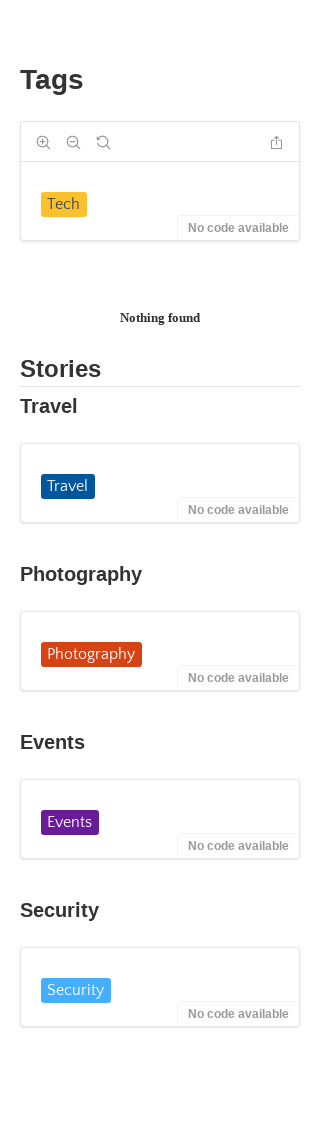 Tags
Tech
No code available
Nothing found
Stories
Travel
Travel
No code available
Photography
Photography
No code available
Events
Events
No code available
Security
Security
No code available